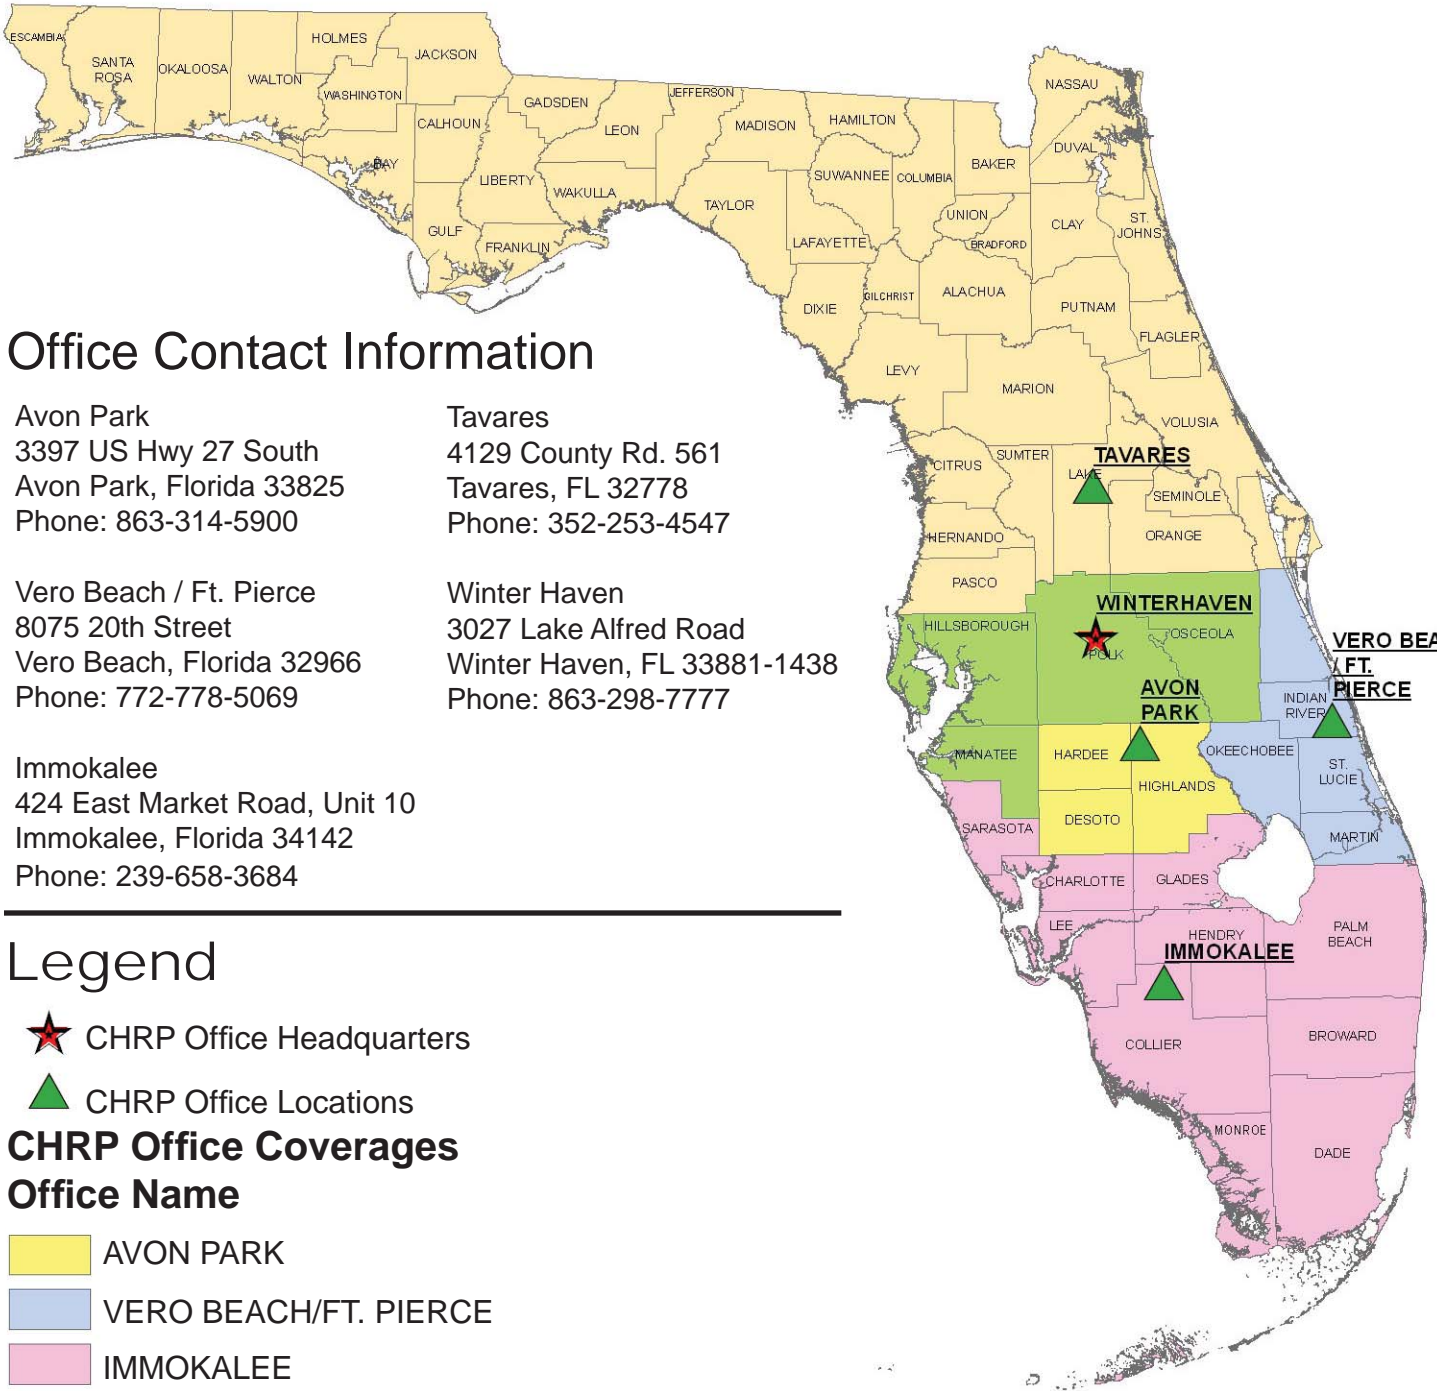 ESCAMBIA
SANTA
ROSA
OKALOOSA
WALTON
HOLMES
WASHINGTON
JACKSON
BAY
CALHOUN
GULF
GADSDEN
LIBERTY
FRANKLIN
LEON
WAKULLA
JEFFERSON
MADISON
TAYLOR
HAMILTON
SUWANNEE
LAFAYETTE
DIXIE
COLUMBIA
GILCHRIST
BAKER
UNION
BRADFORD
ALACHUA
NASSAU
DUVAL
CLAY
ST.
JOHNS
PUTNAM
FLAGLER
LEVY
MARION
VOLUSIA
CITRUS
SUMTER
LAKE
TAVARES
SEMINOLE
HERNANDO
ORANGE
PASCO
HILLSBOROUGH
WINTERHAVEN
POLK
OSCEOLA
VERO BEA
/ FT.
PIERCE
AVON
PARK
INDIAN
RIVER
MANATEE
HARDEE
HIGHLANDS
OKEECHOBEE
ST.
LUCIE
SARASOTA
DESOTO
MARTIN
CHARLOTTE
GLADES
LEE
HENDRY
PALM
BEACH
IMMOKALEE
COLLIER
BROWARD
MONROE
DADE
Office Contact Information
Avon Park
3397 US Hwy 27 South
Avon Park, Florida 33825
Phone: 863-314-5900
Tavares
4129 County Rd. 561
Tavares, FL 32778
Phone: 352-253-4547
Vero Beach / Ft. Pierce
8075 20th Street
Vero Beach, Florida 32966
Phone: 772-778-5069
Winter Haven
3027 Lake Alfred Road
Winter Haven, FL 33881-1438
Phone: 863-298-7777
Immokalee
424 East Market Road, Unit 10
Immokalee, Florida 34142
Phone: 239-658-3684
Legend
CHRP Office Headquarters
CHRP Office Locations
CHRP Office Coverages
Office Name
AVON PARK
VERO BEACH/FT. PIERCE
IMMOKALEE